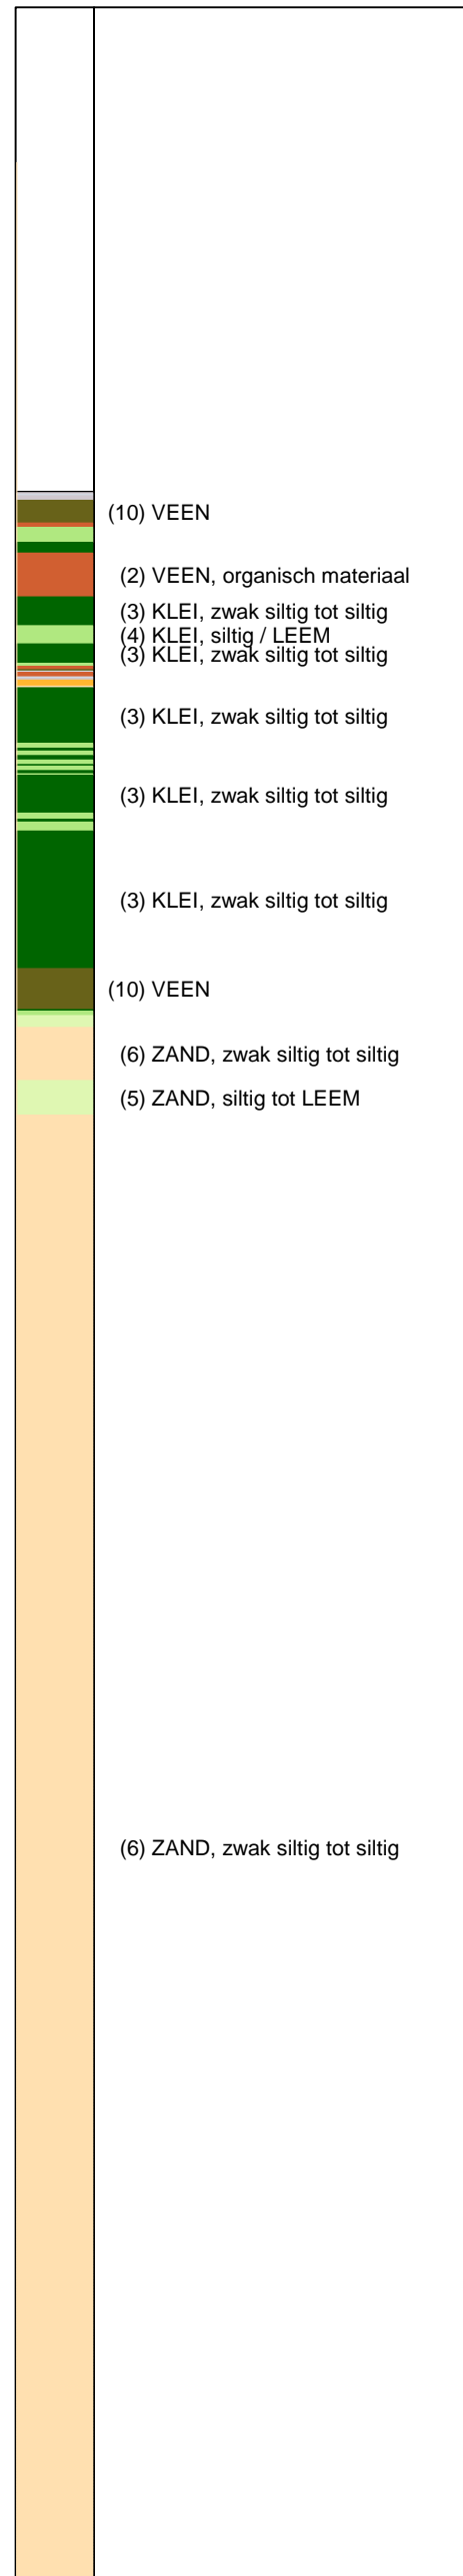 (10) VEEN
(2) VEEN, organisch materiaal
(3) KLEI, zwak siltig tot siltig
(4) KLEI, siltig / LEEM
(3) KLEI, zwak siltig tot siltig
(3) KLEI, zwak siltig tot siltig
(3) KLEI, zwak siltig tot siltig
(3) KLEI, zwak siltig tot siltig
(10) VEEN
(6) ZAND, zwak siltig tot siltig
(5) ZAND, siltig tot LEEM
(6) ZAND, zwak siltig tot siltig